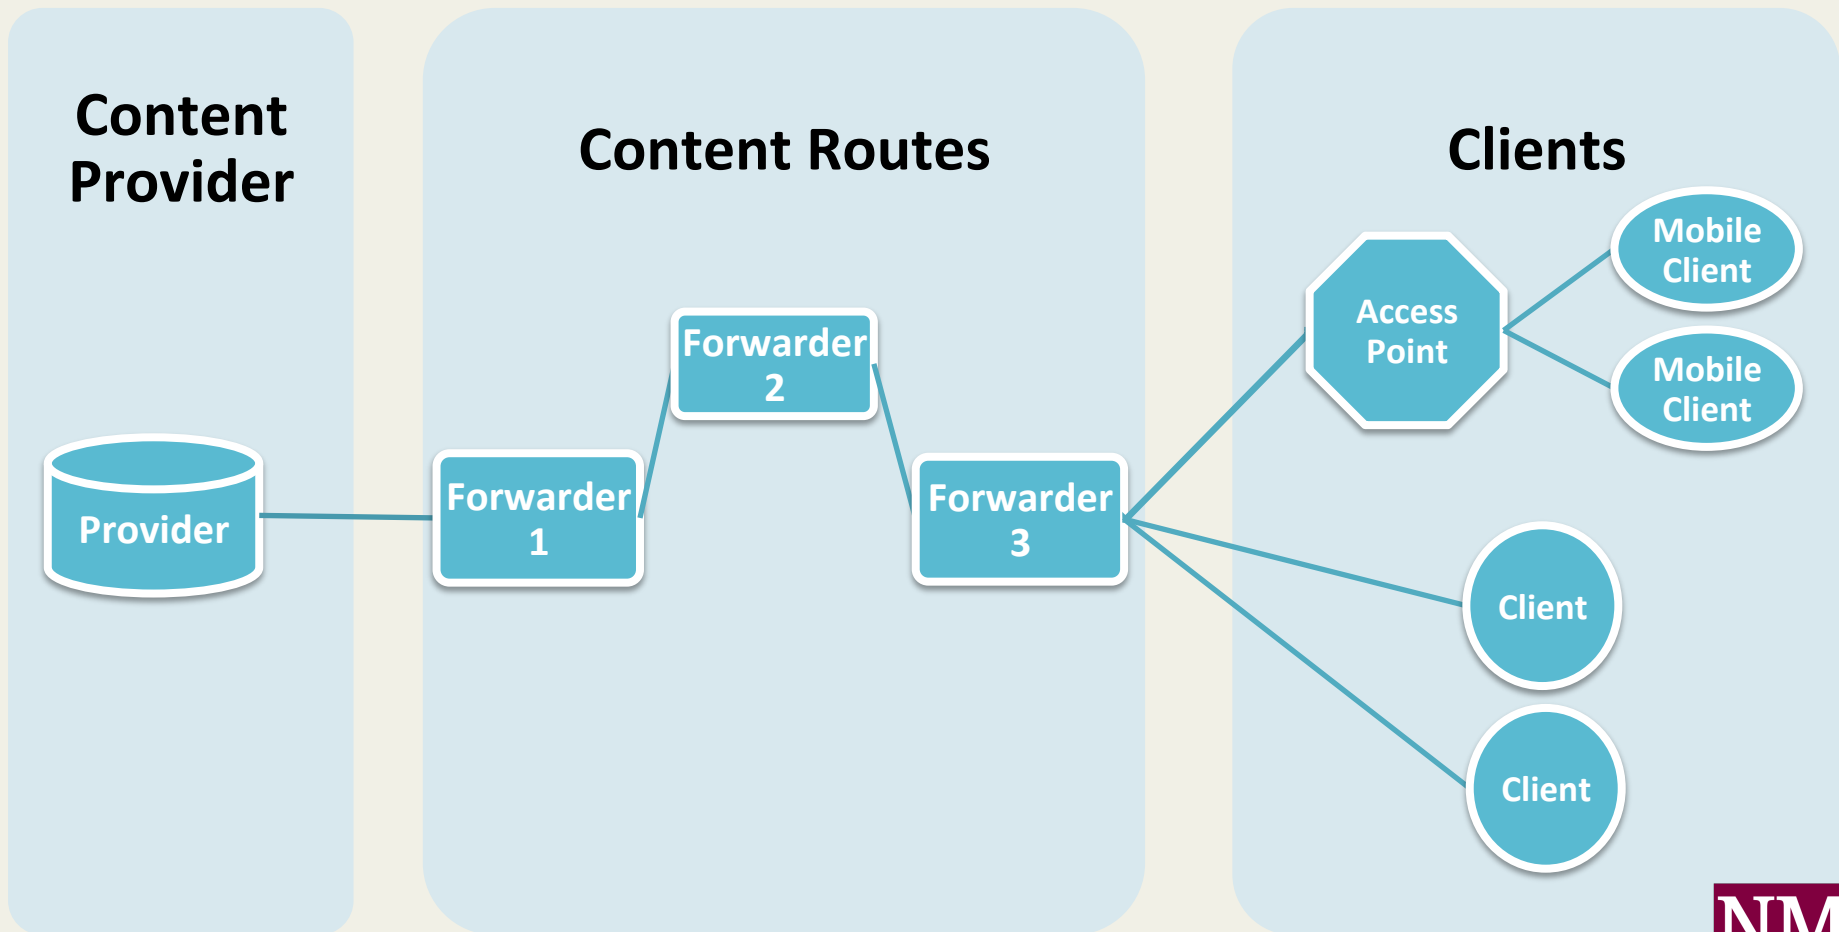 Content
Provider
Content Routes
Clients
Provider
Forwarder
1
Forwarder
2
Forwarder
3
Access
Point
Mobile
Client
Mobile
Client
Client
Client
NM